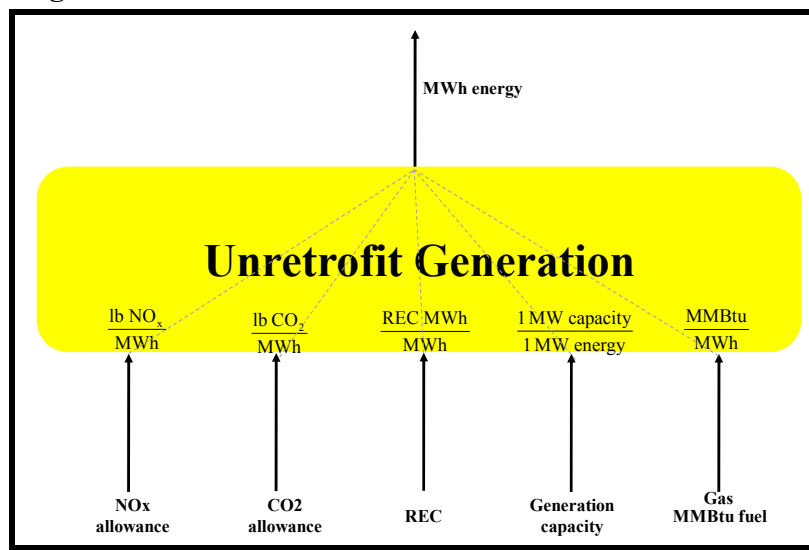 MWh energy
Unretrofit Generation
lb NOₓ
MWh
lb CO₂
MWh
REC MWh
MWh
1 MW capacity
1 MW energy
MMBtu
MWh
NOx
allowance
CO2
allowance
REC
Generation
capacity
Gas
MMBtu fuel